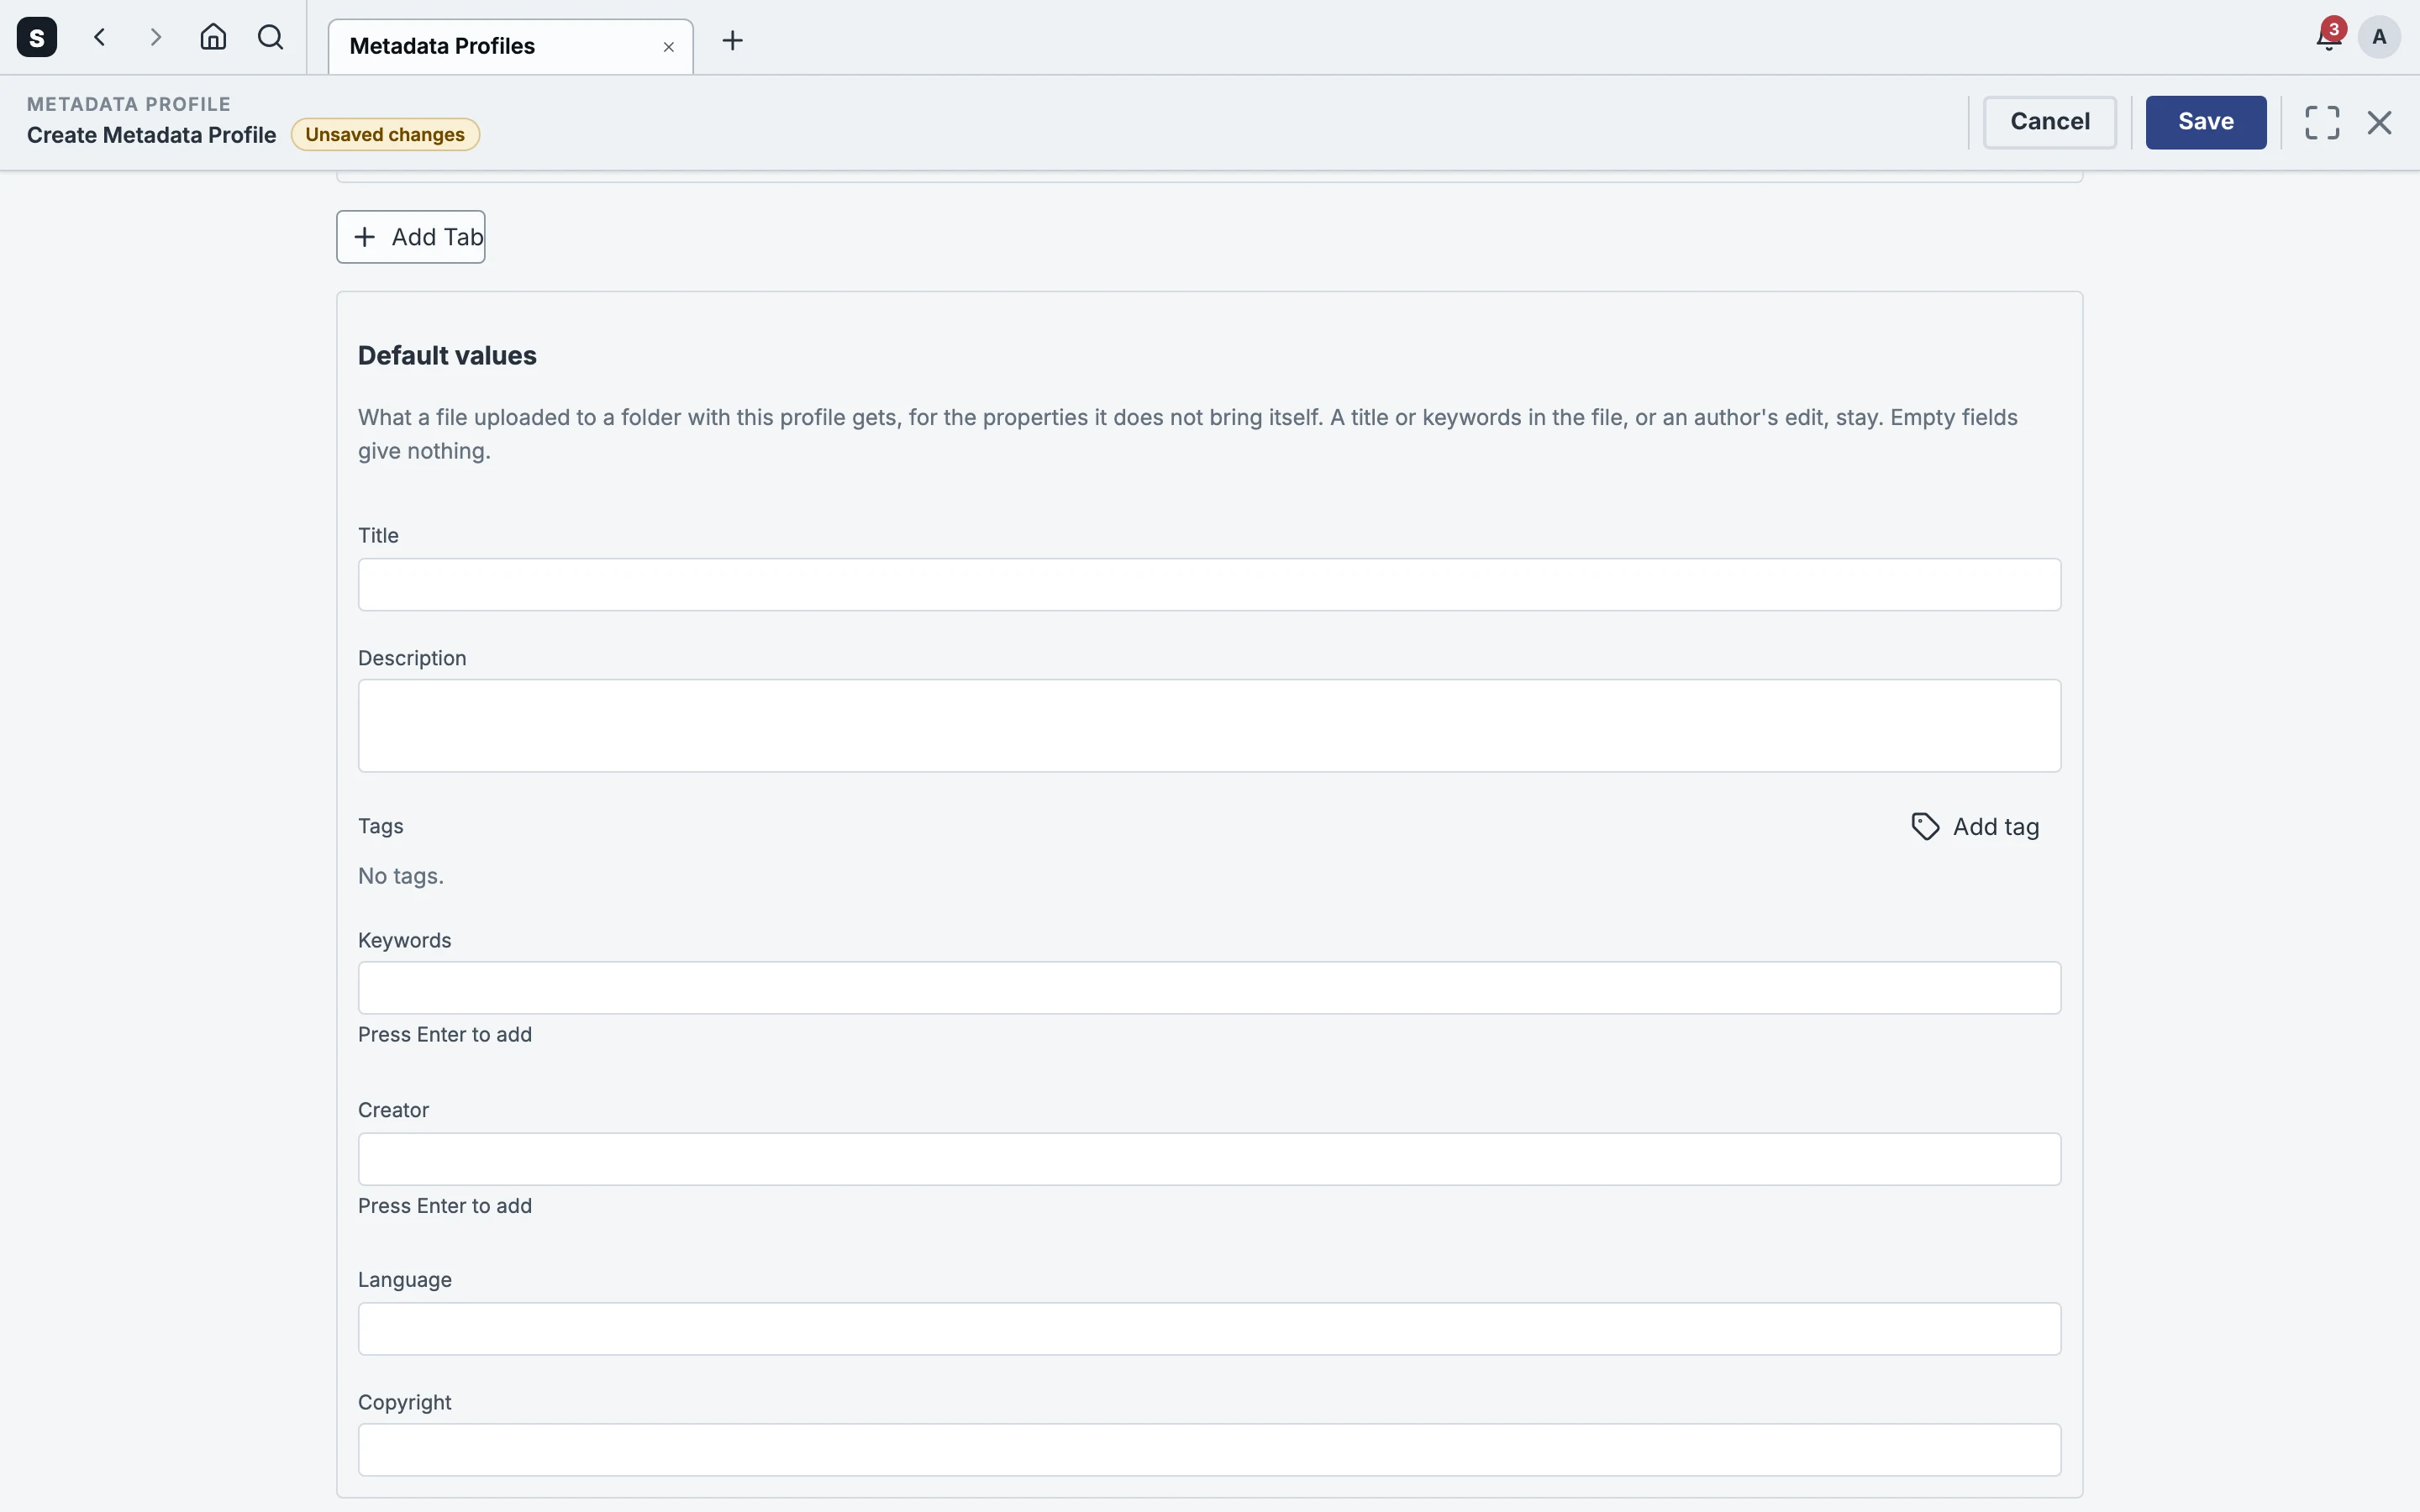 S
Metadata Profiles
3
A
METADATA PROFILE
Create Metadata Profile
Unsaved changes
Cancel
Save
Add Tab
Default values
What a file uploaded to a folder with this profile gets, for the properties it does not bring itself. A title or keywords in the file, or an author's edit, stay. Empty fields
give nothing.
Title
Description
Tags
Add tag
No tags.
Keywords
Press Enter to add
Creator
Press Enter to add
Language
Copyright